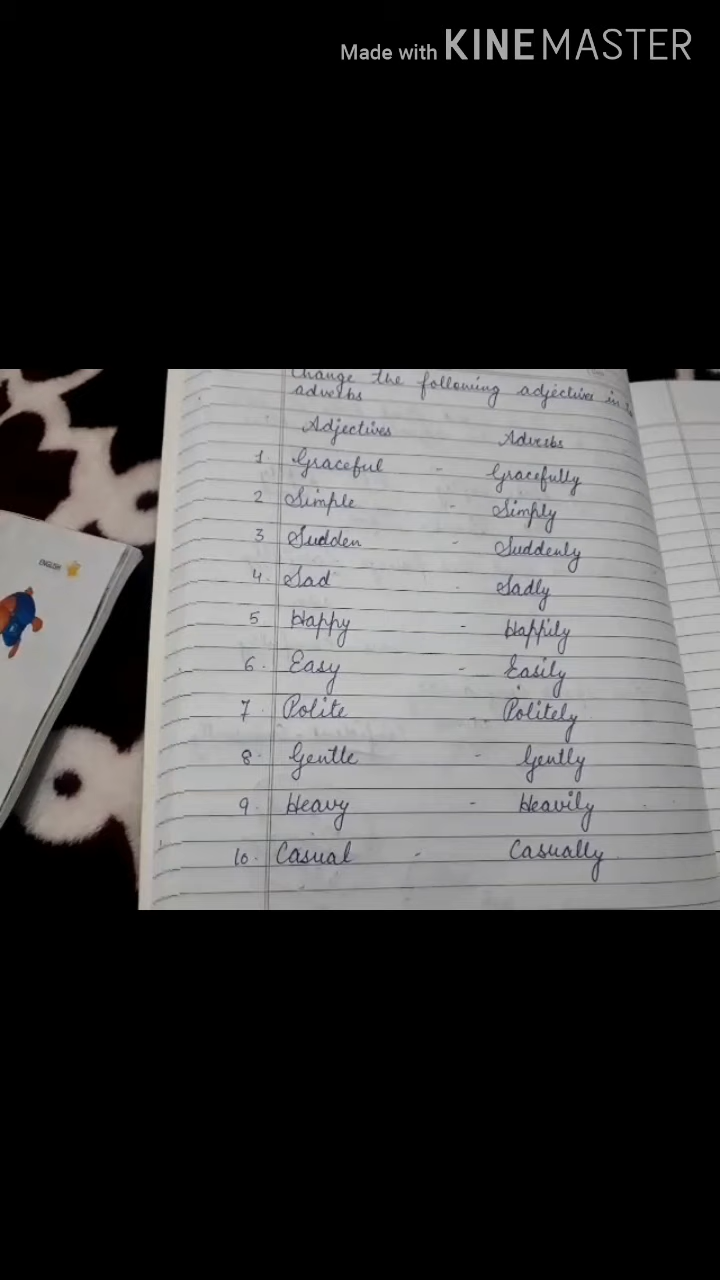 Made with KINEMASTER
Change the following adjectives in
adverbs
Adjectives Adverbs
1 Graceful - Gracefully
2 Simple - Simply
3 Sudden - Suddenly
4. Sad - Sadly
5 Happy - Happily
6. Easy - Easily
7 Polite - Politely
8. Gentle - Gently
9. Heavy - Heavily
10. Casual - Casually
ENGLISH